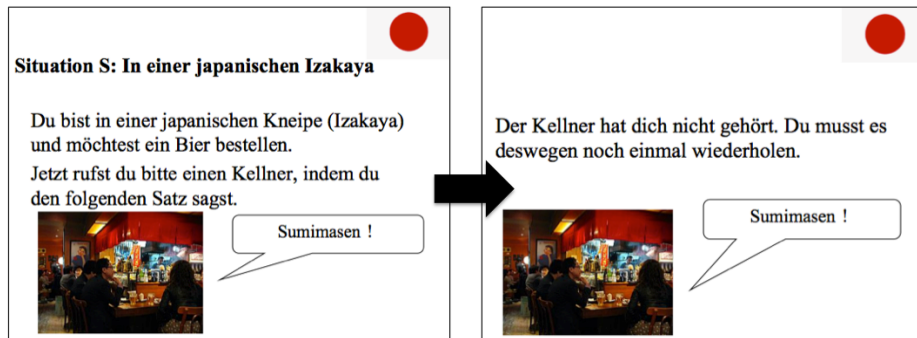 Situation S: In einer japanischen Izakaya
Du bist in einer japanischen Kneipe (Izakaya)
und möchtest ein Bier bestellen.
Jetzt rufst du bitte einen Kellner, indem du
den folgenden Satz sagst.
Sumimasen !
Der Kellner hat dich nicht gehört. Du musst es
deswegen noch einmal wiederholen.
Sumimasen !